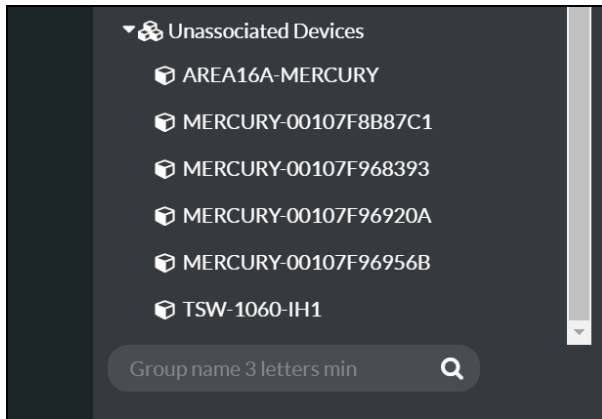 Unassociated Devices
AREA16A-MERCURY
MERCURY-00107F8B87C1
MERCURY-00107F968393
MERCURY-00107F96920A
MERCURY-00107F96956B
TSW-1060-IH1
Group name 3 letters min